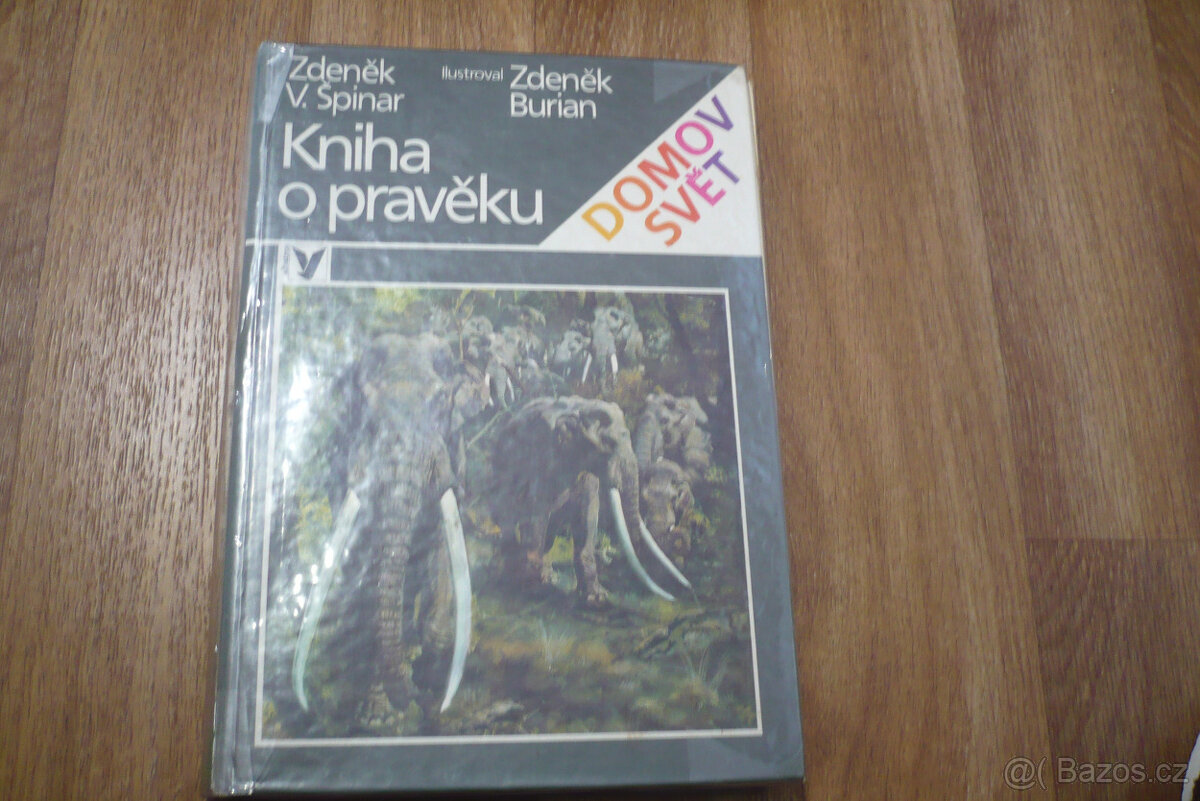 Zdeněk
V. Špinar
Ilustroval Zdeněk
Burian
Kniha
o pravěku
DOMOV
SVĚT
@( Bazos.cz